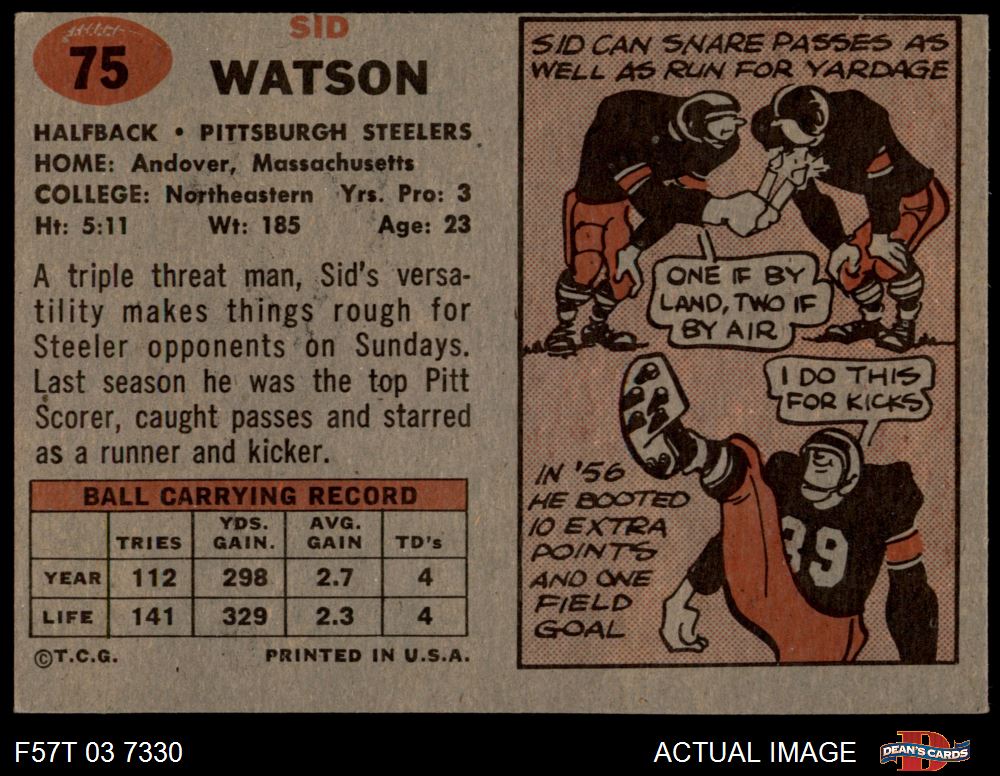 75
SID
WATSON
HALFBACK • PITTSBURGH STEELERS
HOME: Andover, Massachusetts
COLLEGE: Northeastern Yrs. Pro: 3
Ht: 5:11 Wt: 185 Age: 23
A triple threat man, Sid's versa-
tility makes things rough for
Steeler opponents on Sundays.
Last season he was the top Pitt
Scorer, caught passes and starred
as a runner and kicker.
BALL CARRYING RECORD
TRIES YDS. GAIN. AVG. GAIN TD's
YEAR 112 298 2.7 4
LIFE 141 329 2.3 4
©T.C.G. PRINTED IN U.S.A.
SID CAN SNARE PASSES AS
WELL AS RUN FOR YARDAGE
ONE IF BY
LAND, TWO IF
BY AIR
I DO THIS
FOR KICKS
IN '56
HE BOOTED
10 EXTRA
POINTS
AND ONE
FIELD
GOAL
39
F57T 03 7330
ACTUAL IMAGE
DEAN'S CARDS